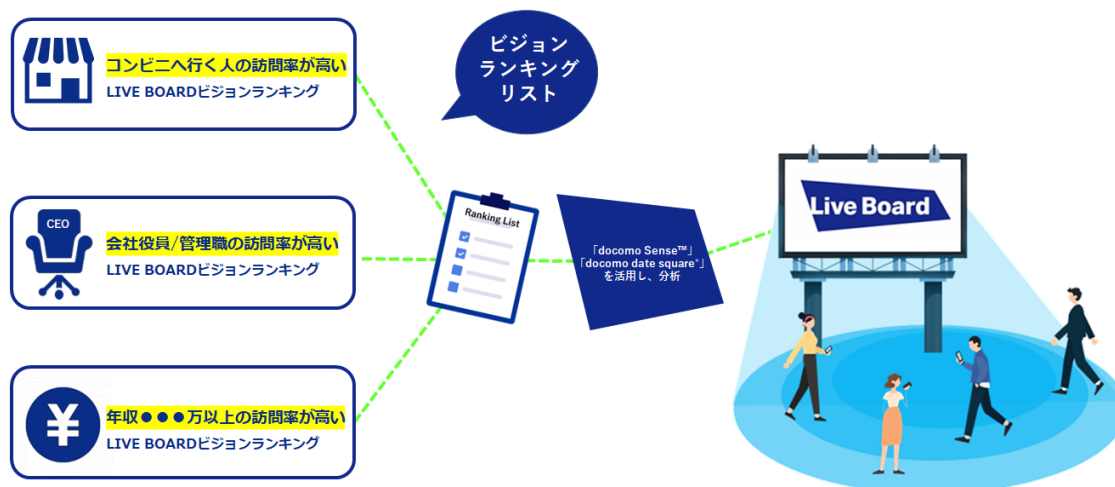 コンビニへ行く人の訪問率が高い
LIVE BOARDビジョンランキング
CEO
会社役員/管理職の訪問率が高い
LIVE BOARDビジョンランキング
¥
年収●●●万以上の訪問率が高い
LIVE BOARDビジョンランキング
ビジョン
ランキング
リスト
Ranking List
「docomo Sense™」
「docomo date square®」
を活用し、分析
Live Board